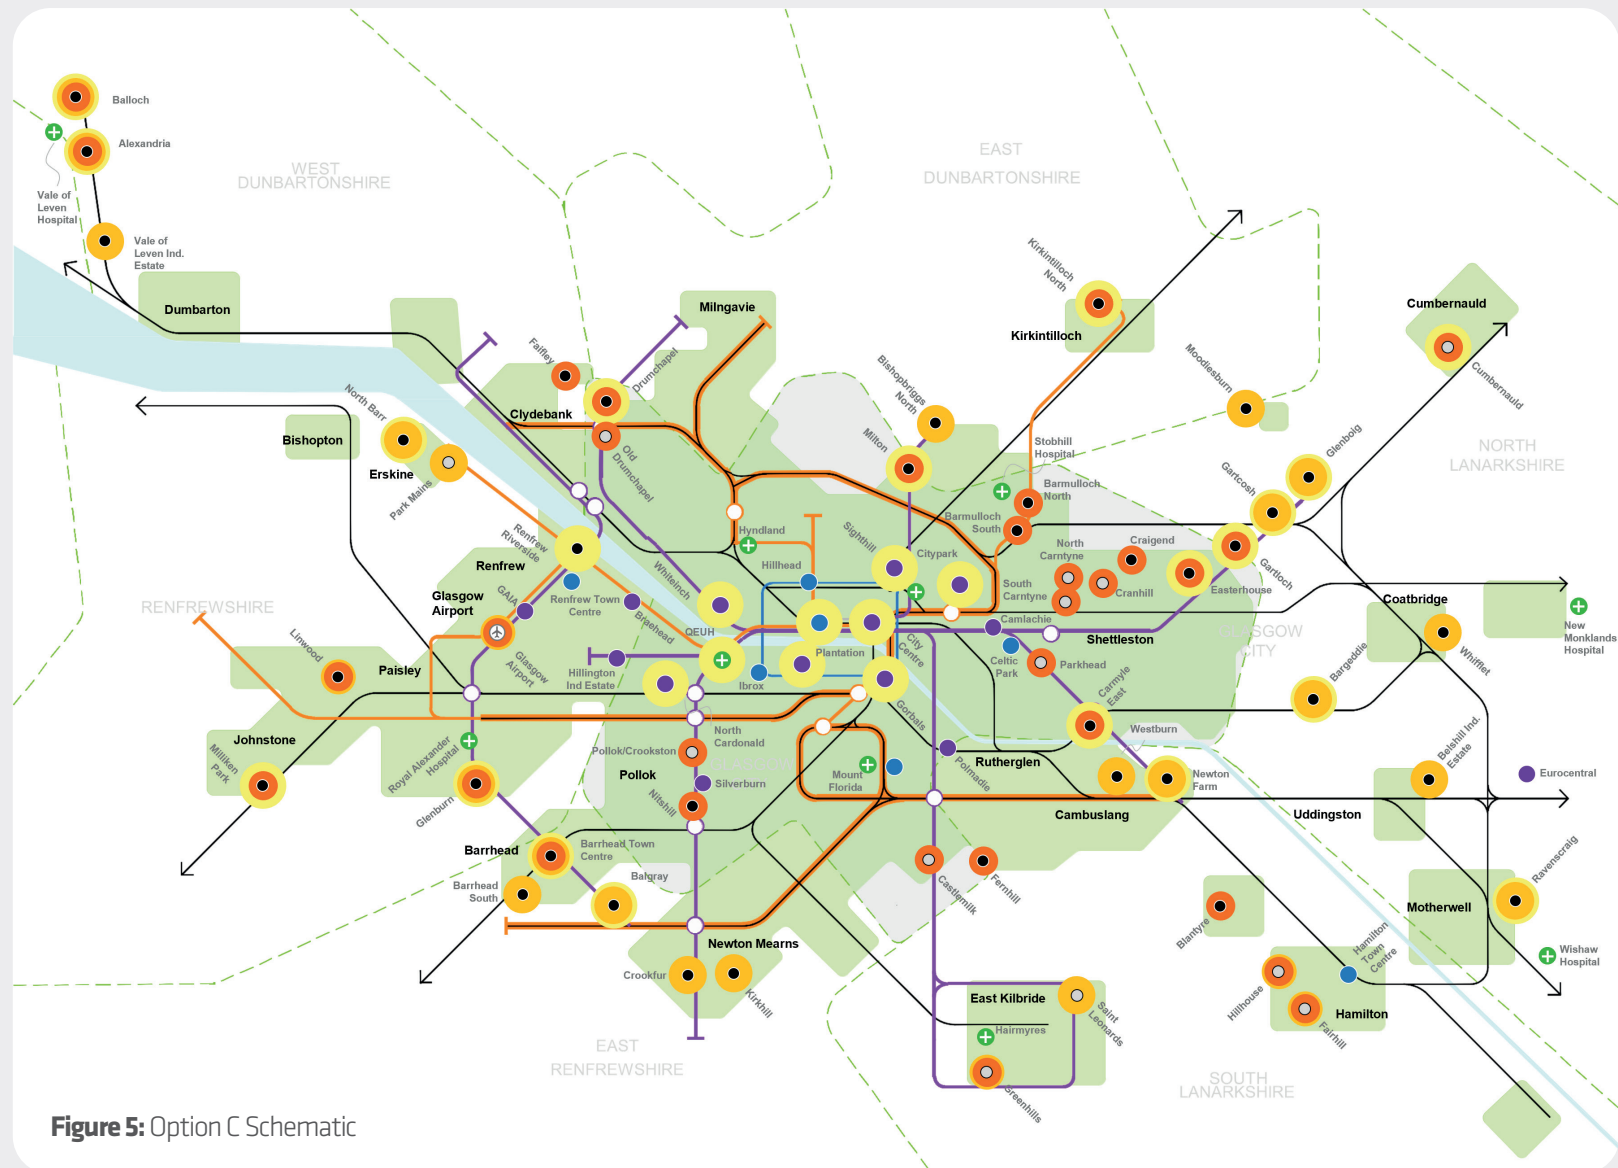 Balloch
Alexandria
Vale of
Leven
Hospital
Vale of
Leven Ind.
Estate
WEST
DUNBARTONSHIRE
EAST
DUNBARTONSHIRE
Dumbarton
Milngavie
Kirkintilloch
North
Kirkintilloch
Cumbernauld
Cumbernauld
Moodiesburn
Faifley
Drumchapel
Clydebank
Old
Drumchapel
Bishopbriggs
North
Milton
North Barr
Bishopton
Erskine
Park Mains
Stobhill
Hospital
Glenboig
Gartcosh
NORTH
LANARKSHIRE
Barmulloch
North
Barmulloch
South
Hyndland
Sighthill
Citypark
North
Carntyne
Craigend
Renfrew
Riverside
Renfrew
Hillhead
Whiteinch
South
Carntyne
Cranhill
Easterhouse
Gartloch
RENFREWSHIRE
Glasgow
Airport
GAIA
Renfrew Town
Centre
Braehead
QEUH
Camlachie
Shettleston
GLASGOW
CITY
Coatbridge
New
Monklands
Hospital
Whifflet
Linwood
Paisley
Glasgow
Airport
Hillington
Ind Estate
Ibrox
Plantation
City
Centre
Celtic
Park
Parkhead
Bargeddie
Carmyle
East
Gorbals
Johnstone
Milliken
Park
Royal Alexander
Hospital
North
Cardonald
Pollok/Crookston
Pollok
Silverburn
Nitshill
Mount
Florida
Polmadie
Rutherglen
Westburn
Newton
Farm
Belshill Ind.
Estate
Eurocentral
Glenburn
Cambuslang
Uddingston
Barrhead
Barrhead Town
Centre
Barrhead
South
Balgray
Castlemilk
Fernhill
Ravenscraig
Blantyre
Motherwell
Newton Mearns
Crookfur
Kirkhill
Hamilton
Town
Centre
Wishaw
Hospital
East Kilbride
Saint
Leonards
Hairmyres
Hillhouse
Fairhill
Hamilton
EAST
RENFREWSHIRE
Greenhills
SOUTH
LANARKSHIRE
Figure 5: Option C Schematic